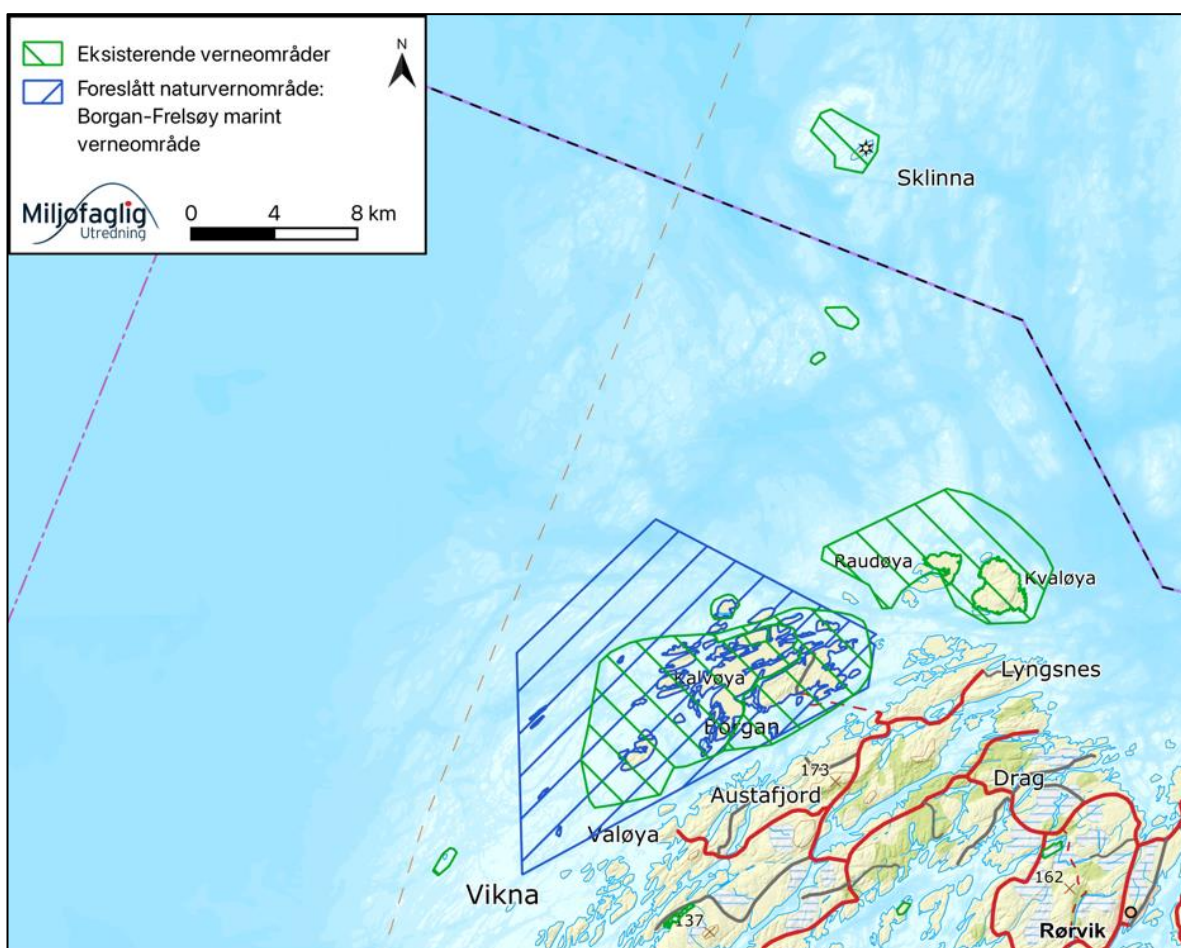 Eksisterende verneområder
Foreslått naturvernområde:
Borgan-Frelsøy marint
verneområde
N
Miljøfaglig
Utredning
0 4 8 km
Sklinna
Raudøya
Kvaløya
Lyngsnes
Kalvøya
Borgan
173
Drag
Austafjord
Valøya
Vikna
162
137
Rørvik